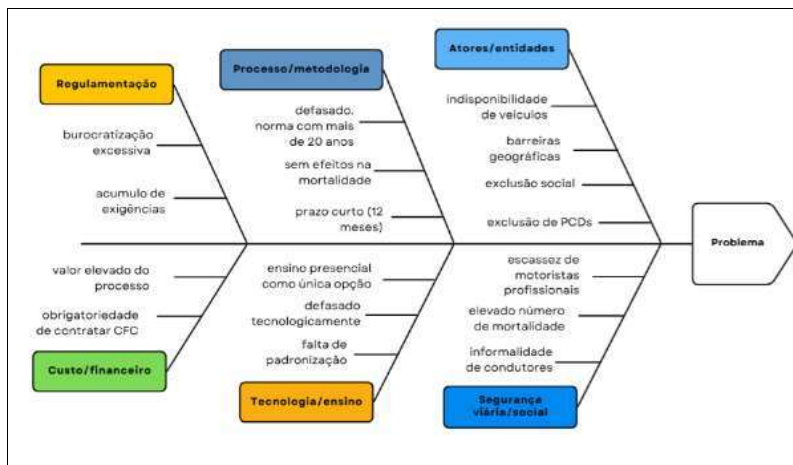 Atores/entidades
Processo/metodologia
Regulamentação
indisponibilidade
de veículos
barreiras
geográficas
exclusão social
exclusão de PCDs
defasado,
norma com mais
de 20 anos
sem efeitos na
mortalidade
prazo curto (12
meses)
burocratização
excessiva
acumulo de
exigências
Problema
valor elevado do
processo
obrigatoriedade
de contratar CFC
Custo/financeiro
ensino presencial
como única opção
defasado
tecnologicamente
falta de
padronização
Tecnologia/ensino
escassez de
motoristas
profissionais
elevado número
de mortalidade
informalidade
de condutores
Segurança
viária/social